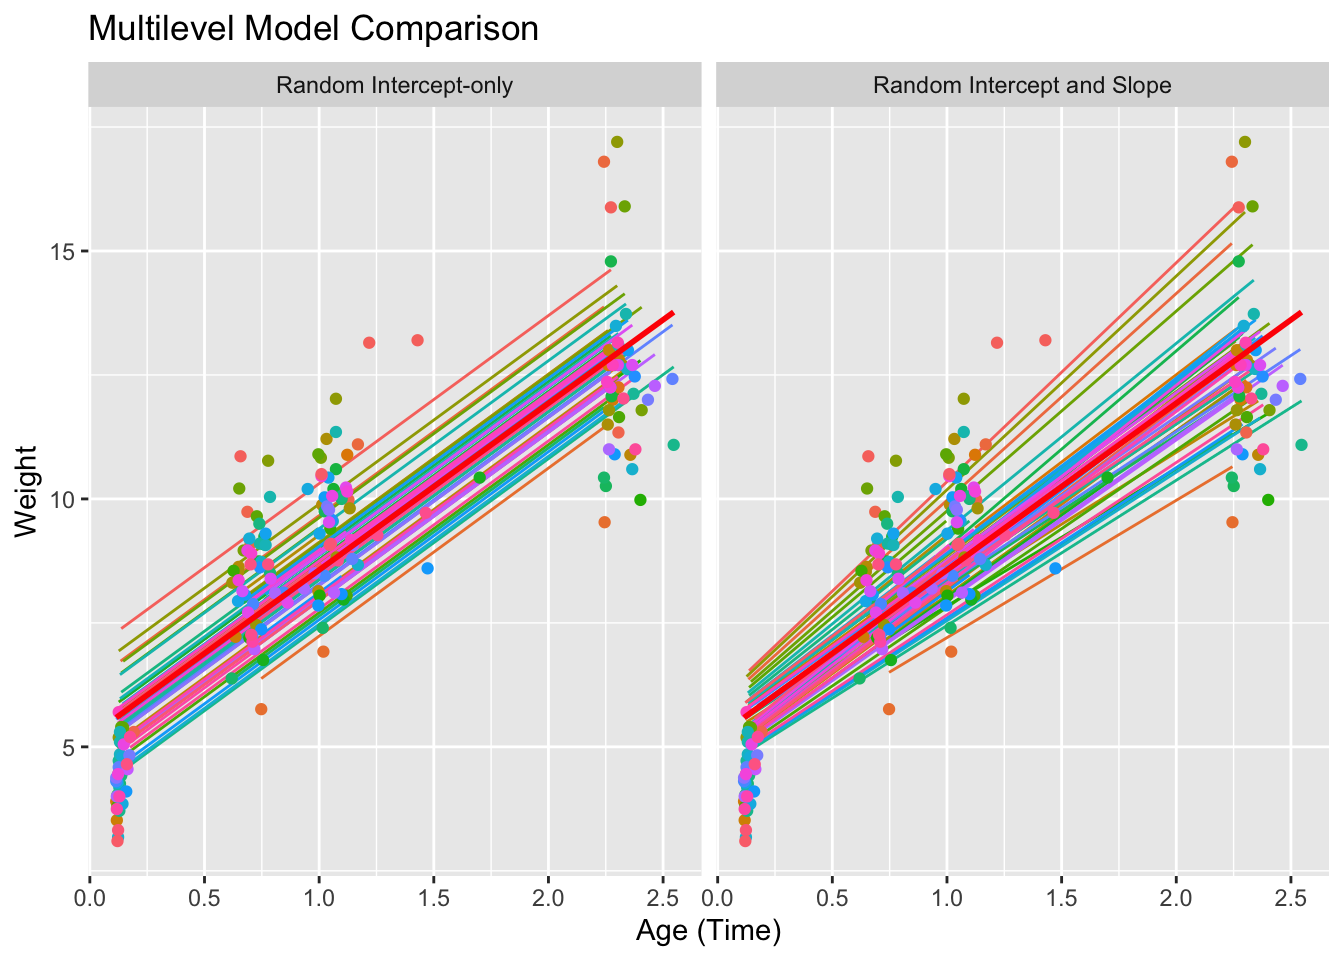 Multilevel Model Comparison
Random Intercept-only
Random Intercept and Slope
Weight
15
10
5
0.0 0.5 1.0 1.5 2.0 2.5
0.0 0.5 1.0 1.5 2.0 2.5
Age (Time)